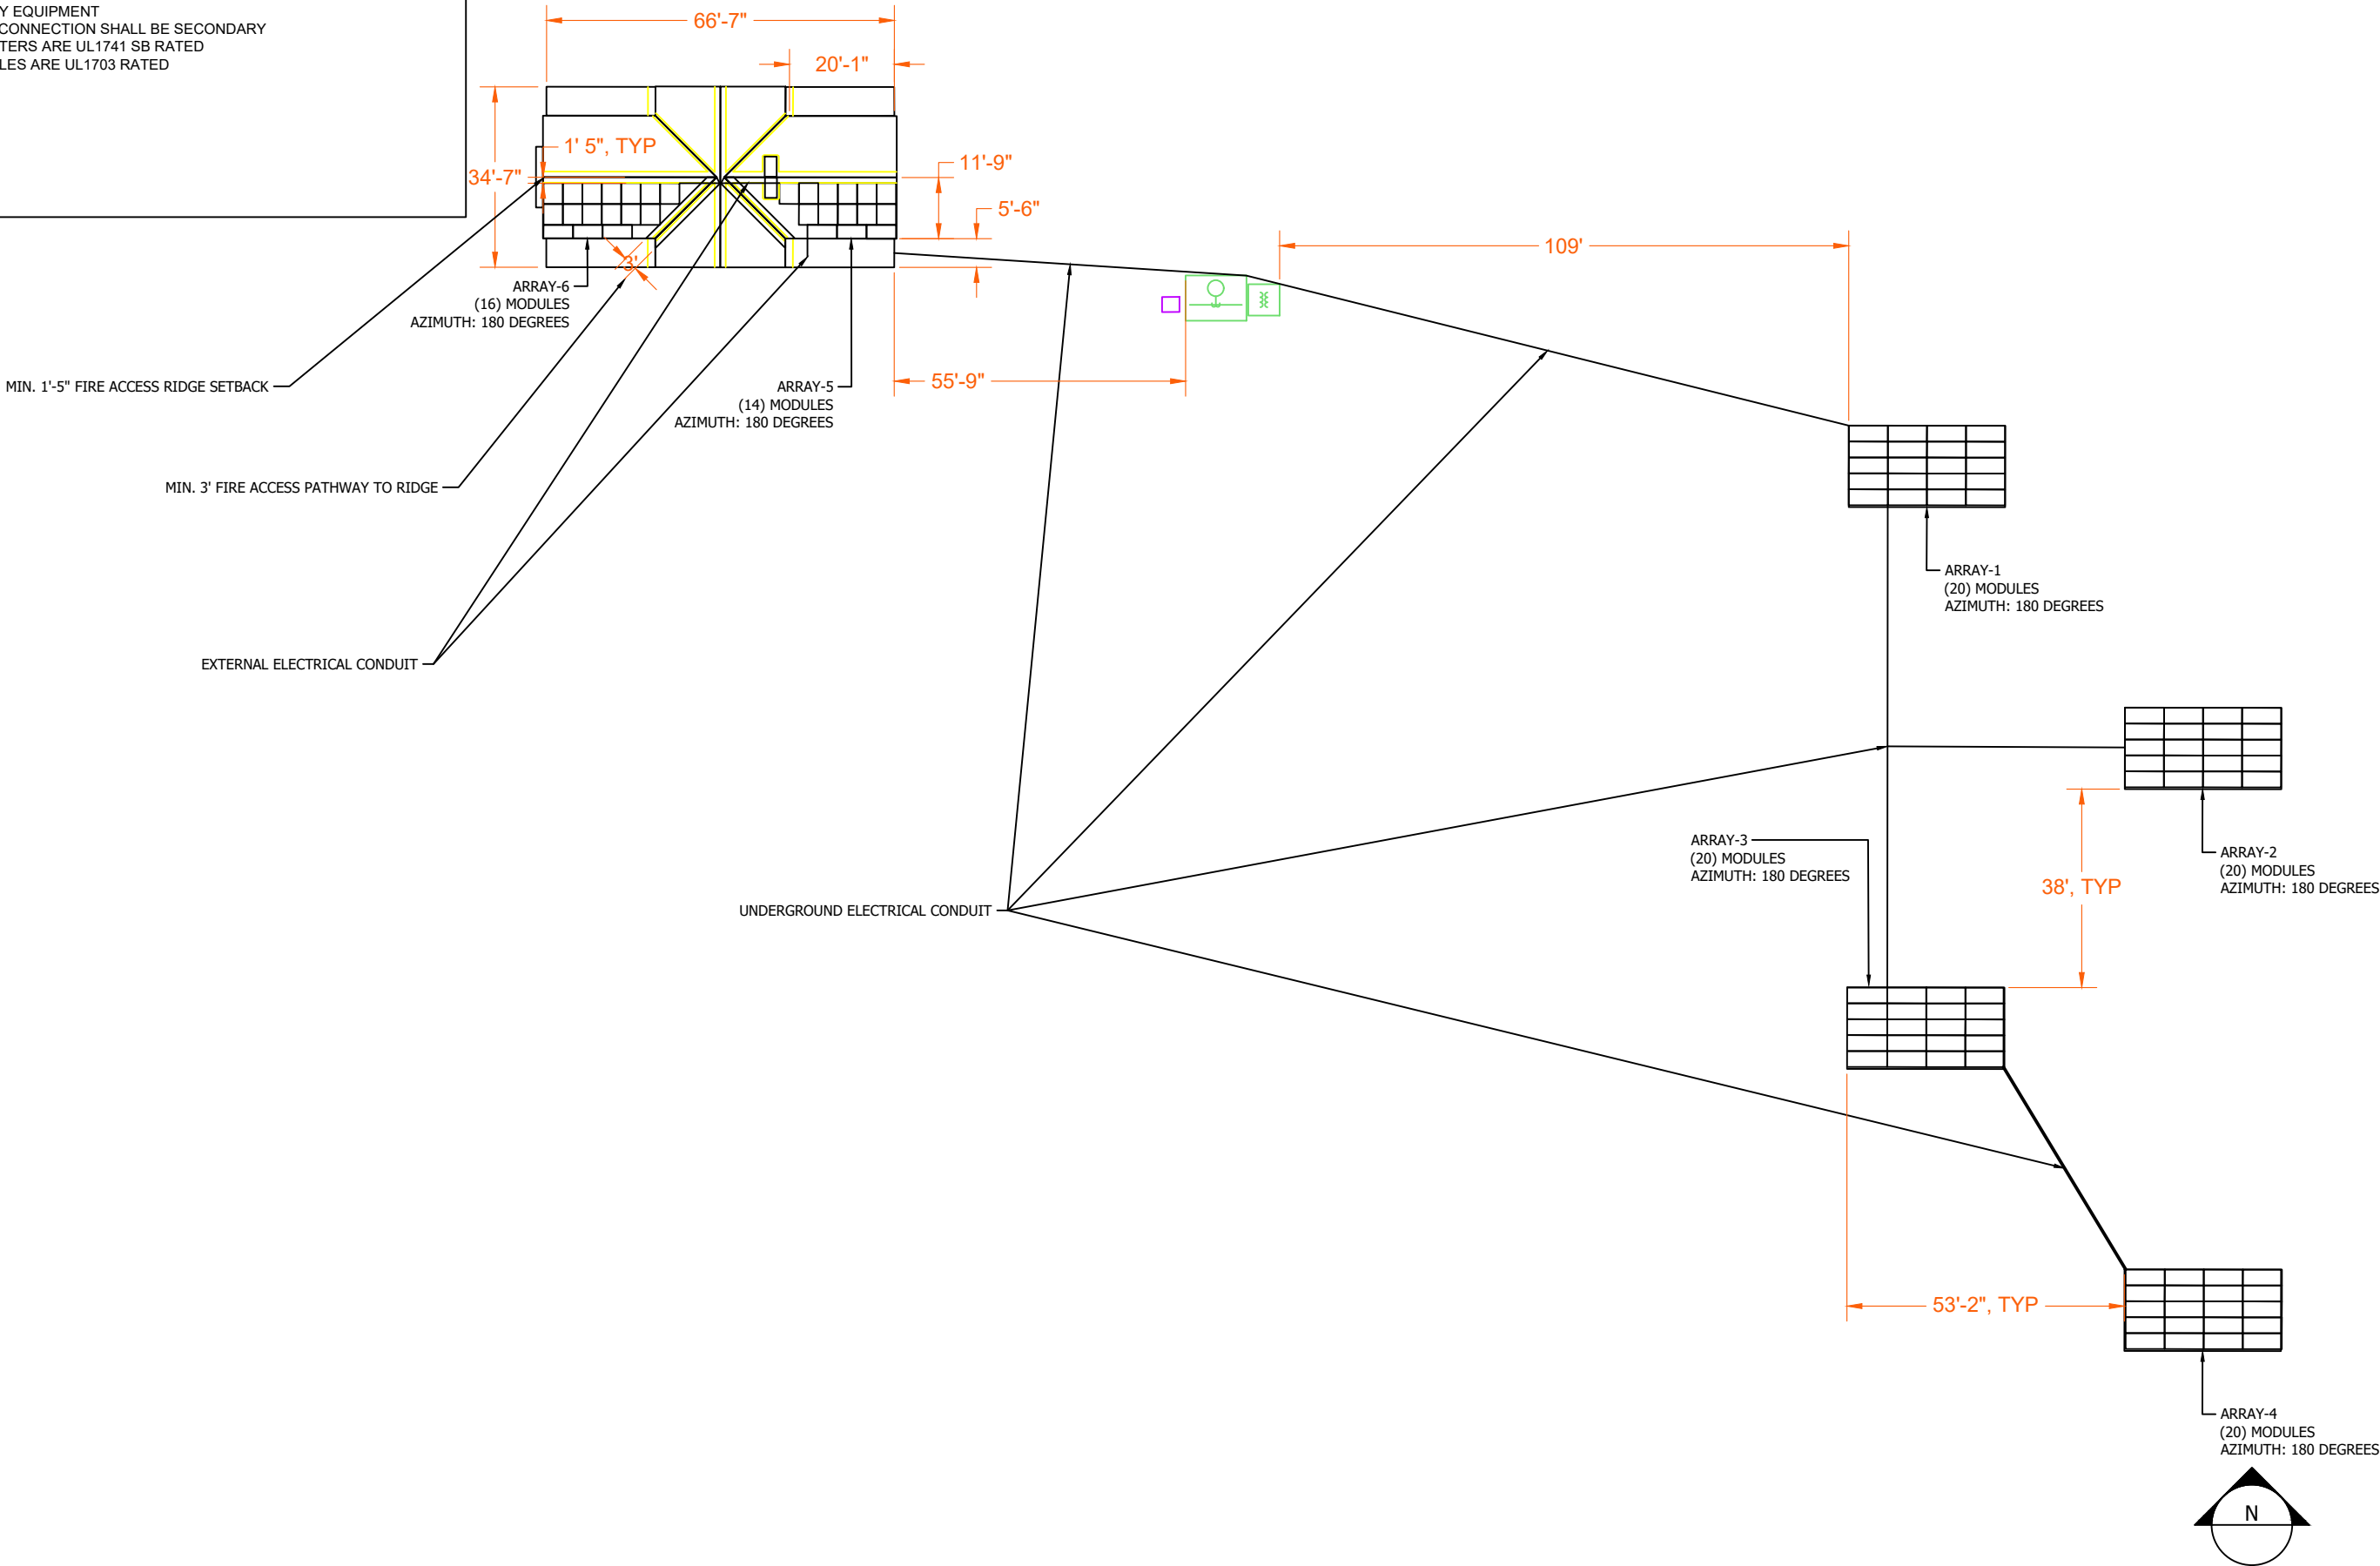 Y EQUIPMENT
CONNECTION SHALL BE SECONDARY
TERS ARE UL1741 SB RATED
LES ARE UL1703 RATED
66'-7"
20'-1"
1' 5", TYP
34'-7"
11'-9"
5'-6"
3'
109'
55'-9"
ARRAY-6
(16) MODULES
AZIMUTH: 180 DEGREES
MIN. 1'-5" FIRE ACCESS RIDGE SETBACK
ARRAY-5
(14) MODULES
AZIMUTH: 180 DEGREES
MIN. 3' FIRE ACCESS PATHWAY TO RIDGE
ARRAY-1
(20) MODULES
AZIMUTH: 180 DEGREES
EXTERNAL ELECTRICAL CONDUIT
ARRAY-3
(20) MODULES
AZIMUTH: 180 DEGREES
ARRAY-2
(20) MODULES
AZIMUTH: 180 DEGREES
38', TYP
UNDERGROUND ELECTRICAL CONDUIT
53'-2", TYP
ARRAY-4
(20) MODULES
AZIMUTH: 180 DEGREES
N